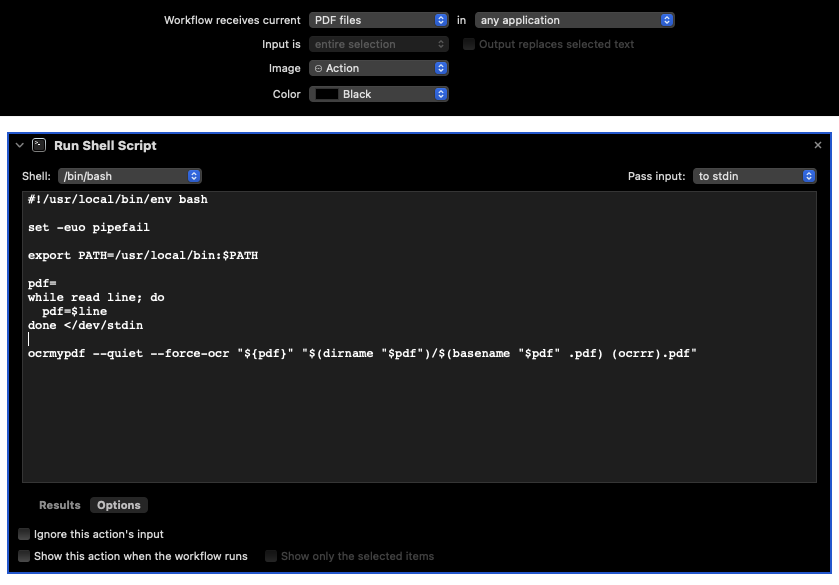 Workflow receives current PDF files in any application
Input is entire selection Output replaces selected text
Image Action
Color Black
Run Shell Script
Shell: /bin/bash Pass input: to stdin
#!/usr/local/bin/env bash
set -euo pipefail
export PATH=/usr/local/bin:$PATH
pdf=
while read line; do
  pdf=$line
done </dev/stdin
ocrmypdf --quiet --force-ocr "${pdf}" "$(dirname "$pdf")/$(basename "$pdf" .pdf) (ocrrr).pdf"
Results Options
Ignore this action's input
Show this action when the workflow runs Show only the selected items